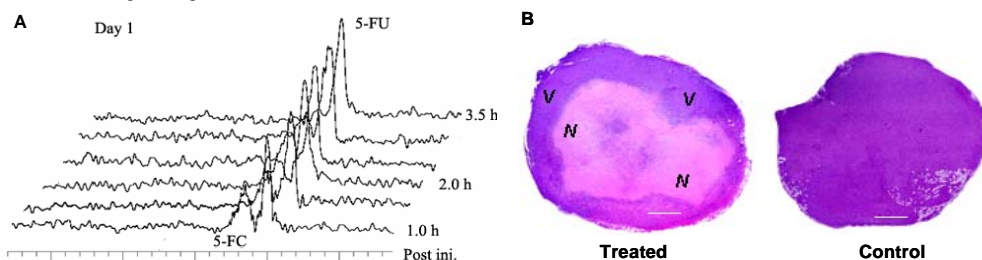 A
Day 1
5-FU
3.5 h
2.0 h
1.0 h
5-FC
Post inj.
B
V
V
N
N
Treated
Control